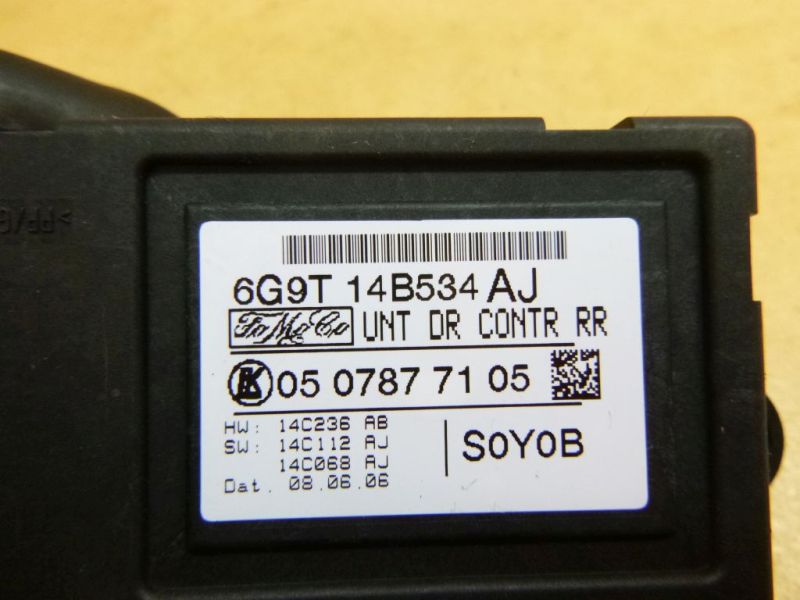 6G9T 14B534 AJ
FoMoCo UNT DR CONTR RR
05 0787 71 05
HW: 14C236 AB
SW: 14C112 AJ
14C068 AJ
S0Y0B
Dat. 08.06.06